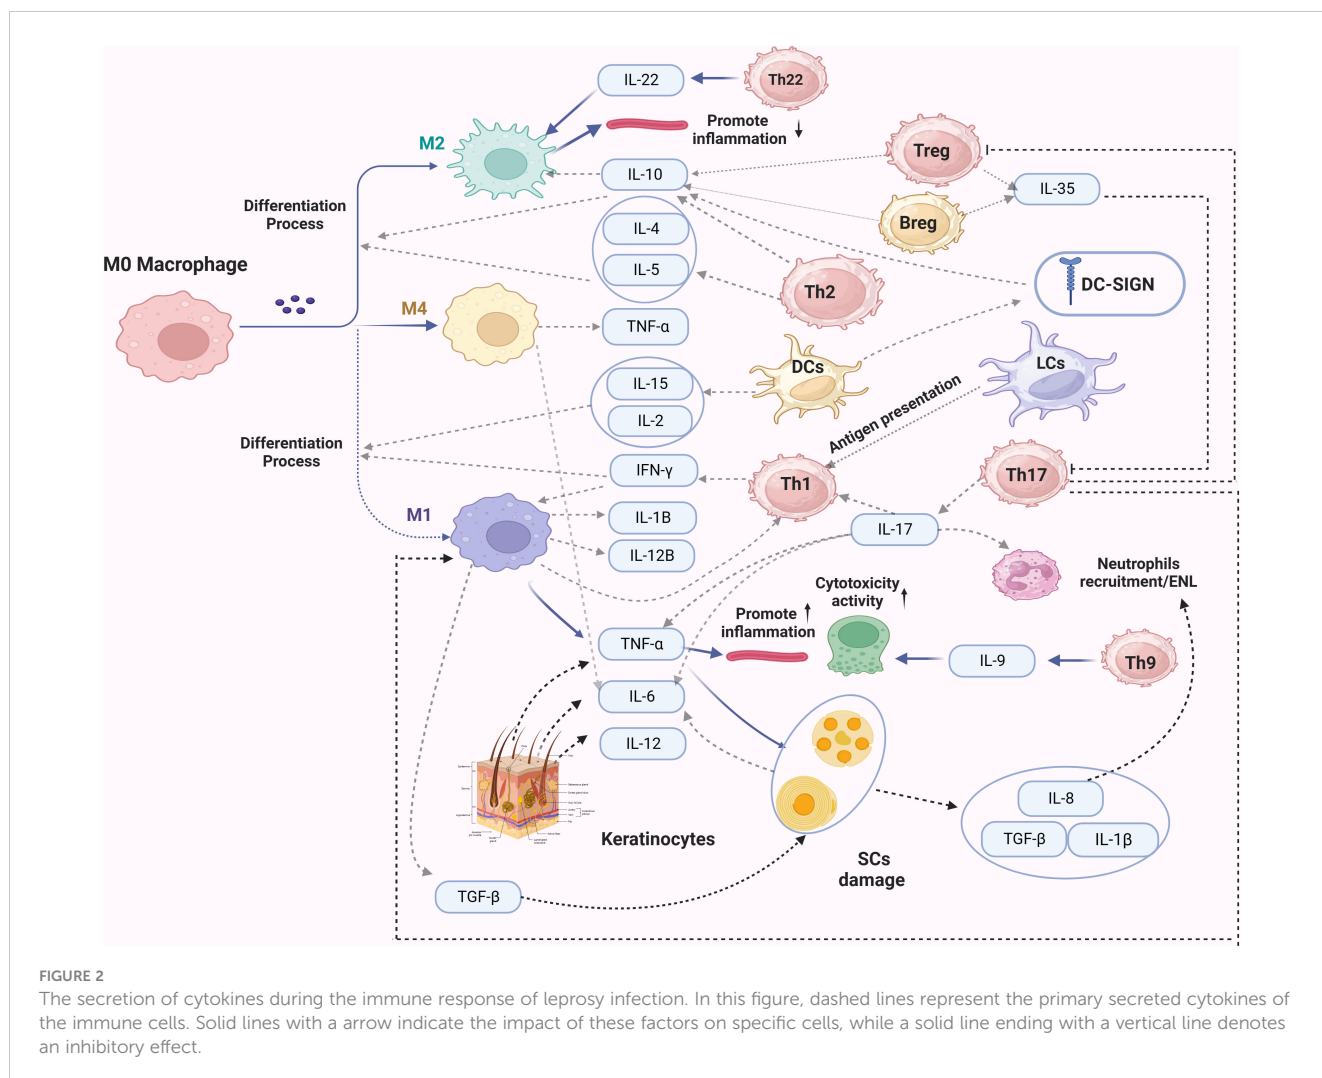 IL-22
Th22
Promote
inflammation
M2
Treg
IL-10
IL-35
Differentiation
Process
IL-4
Breg
M0 Macrophage
IL-5
Th2
DC-SIGN
M4
TNF-α
DCs
LCs
IL-15
IL-2
Antigen presentation
Differentiation
Process
IFN-γ
Th1
Th17
M1
IL-1B
IL-17
IL-12B
Neutrophils
recruitment/ENL
Cytotoxicity
activity
Promote
inflammation
TNF-α
IL-9
Th9
IL-6
IL-12
Keratinocytes
IL-8
TGF-β
IL-1β
SCs
damage
TGF-β
FIGURE 2
The secretion of cytokines during the immune response of leprosy infection. In this figure, dashed lines represent the primary secreted cytokines of
the immune cells. Solid lines with a arrow indicate the impact of these factors on specific cells, while a solid line ending with a vertical line denotes
an inhibitory effect.